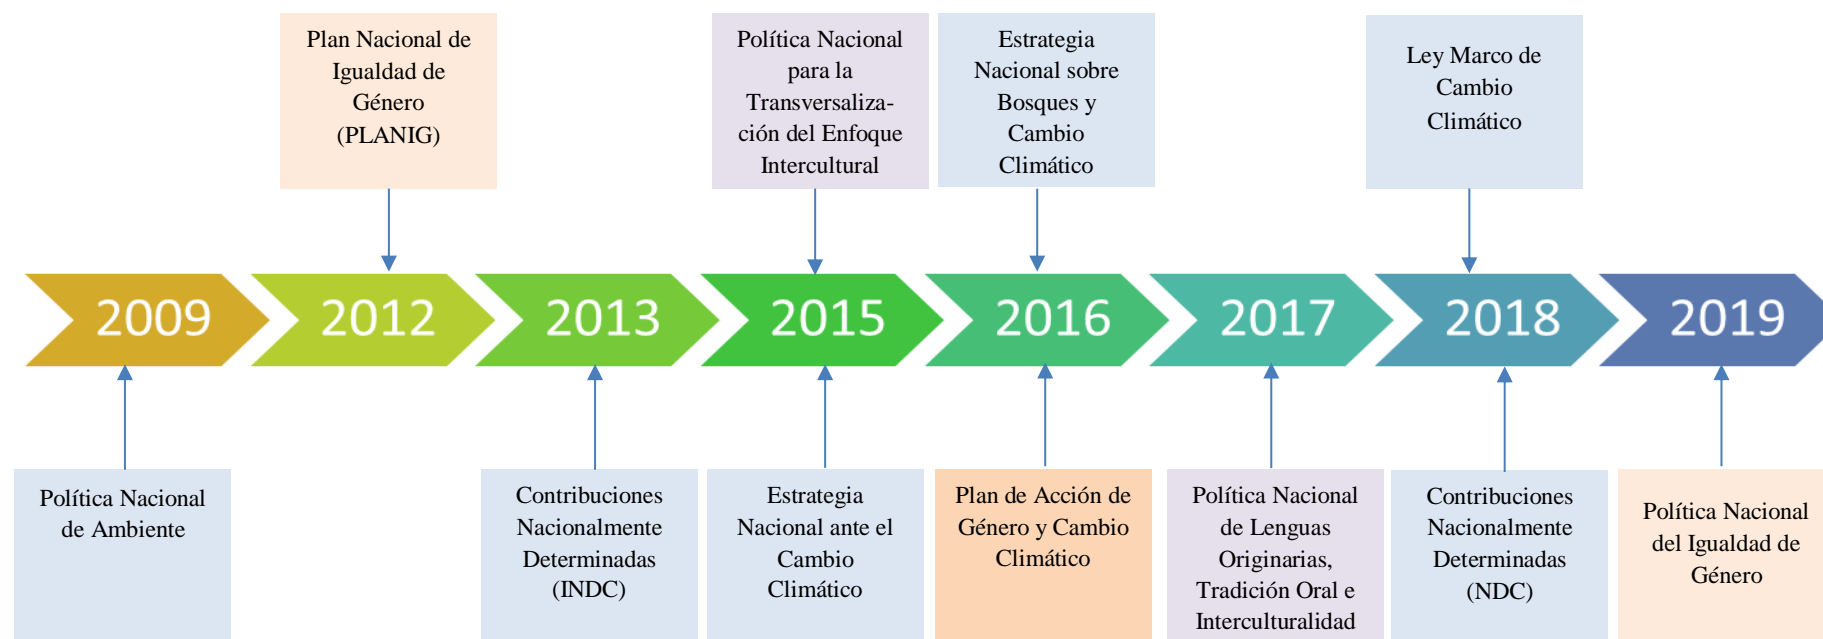 Plan Nacional de
Igualdad de
Género
(PLANIG)
Política Nacional
para la
Transversaliza-
ción del Enfoque
Intercultural
Estrategia
Nacional sobre
Bosques y
Cambio
Climático
Ley Marco de
Cambio
Climático
2009
2012
2013
2015
2016
2017
2018
2019
Política Nacional
de Ambiente
Contribuciones
Nacionalmente
Determinadas
(INDC)
Estrategia
Nacional ante el
Cambio
Climático
Plan de Acción de
Género y Cambio
Climático
Política Nacional
de Lenguas
Originarias,
Tradición Oral e
Interculturalidad
Contribuciones
Nacionalmente
Determinadas
(NDC)
Política Nacional
del Igualdad de
Género